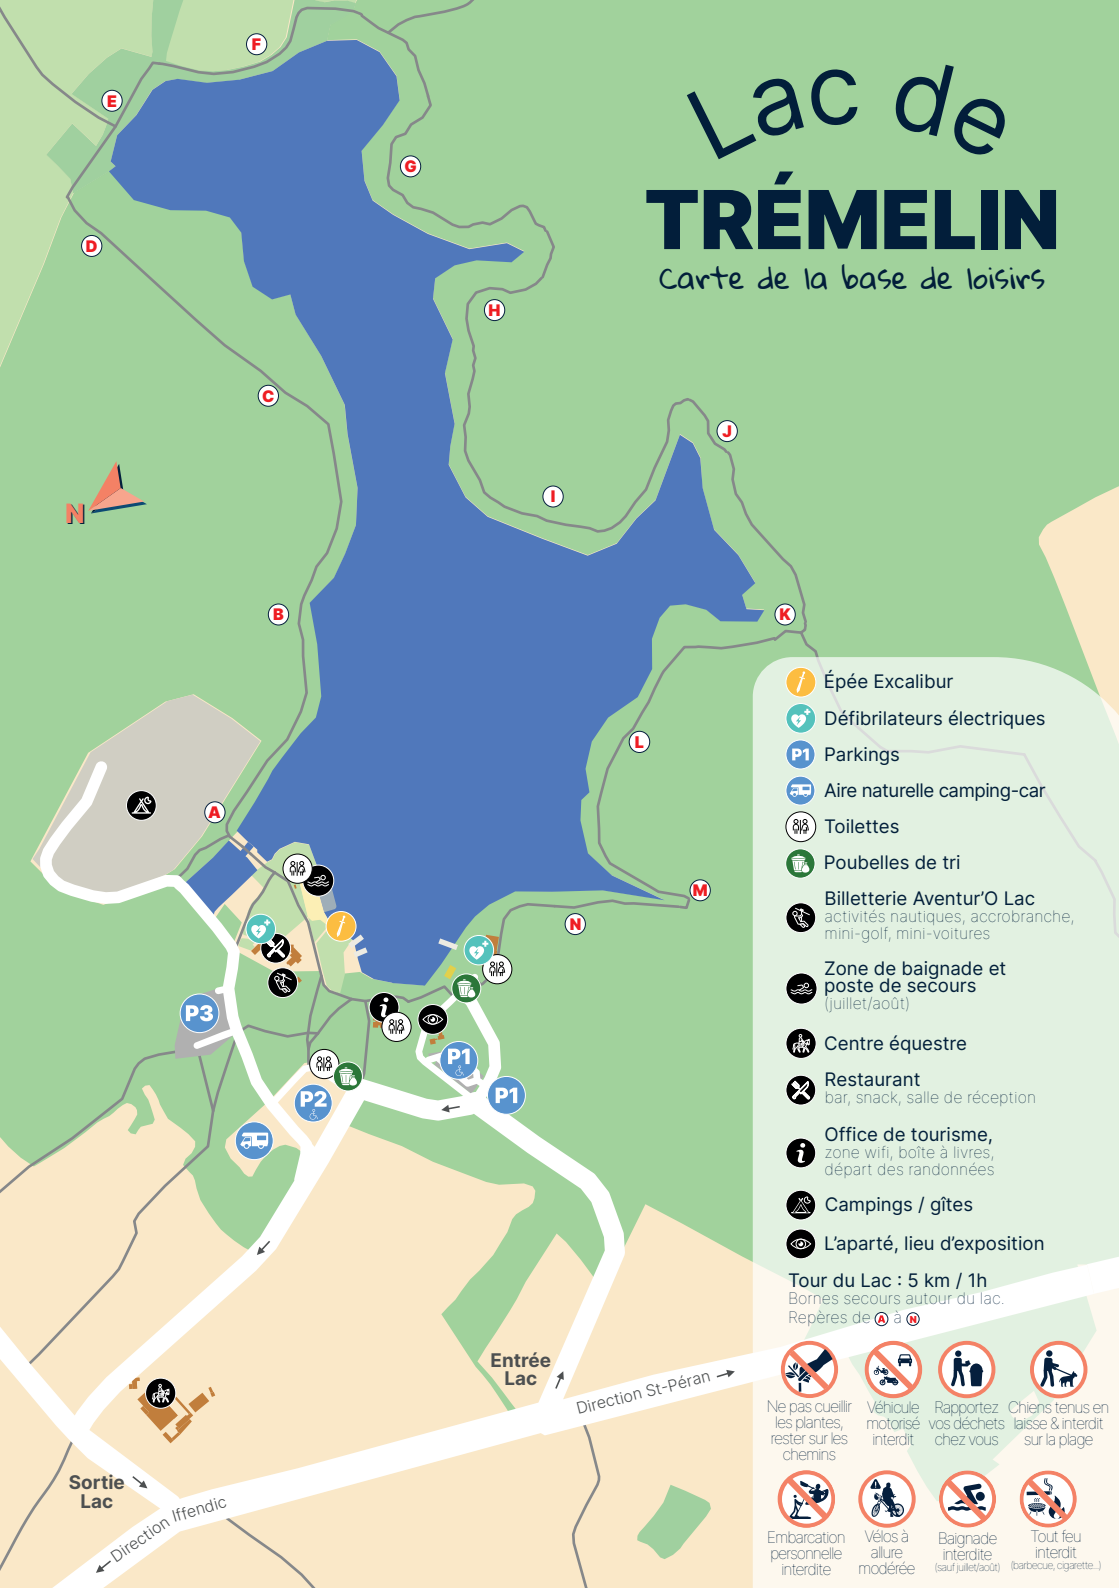 Lac de
TRÉMELIN
Carte de la base de loisirs
F
E
G
D
H
C
J
N
I
B
K
L
A
M
N
P3
P1
P1
P2
Épée Excalibur
Défibrilateurs électriques
P1 Parkings
Aire naturelle camping-car
Toilettes
Poubelles de tri
Billetterie Aventur'O Lac
activités nautiques, accrobranche,
mini-golf, mini-voitures
Zone de baignade et
poste de secours
(juillet/août)
Centre équestre
Restaurant
bar, snack, salle de réception
Office de tourisme,
zone wifi, boîte à livres,
départ des randonnées
Campings / gîtes
L'aparté, lieu d'exposition
Tour du Lac : 5 km / 1h
Bornes secours autour du lac.
Repères de A à N
Entrée
Lac
Direction St-Péran
Sortie
Lac
Direction Iffendic
Ne pas cueillir
les plantes,
rester sur les
chemins
Véhicule
motorisé
interdit
Rapportez
vos déchets
chez vous
Chiens tenus en
laisse & interdit
sur la plage
Embarcation
personnelle
interdite
Vélos à
allure
modérée
Baignade
interdite
(sauf juillet/août)
Tout feu
interdit
(barbecue, cigarette...)